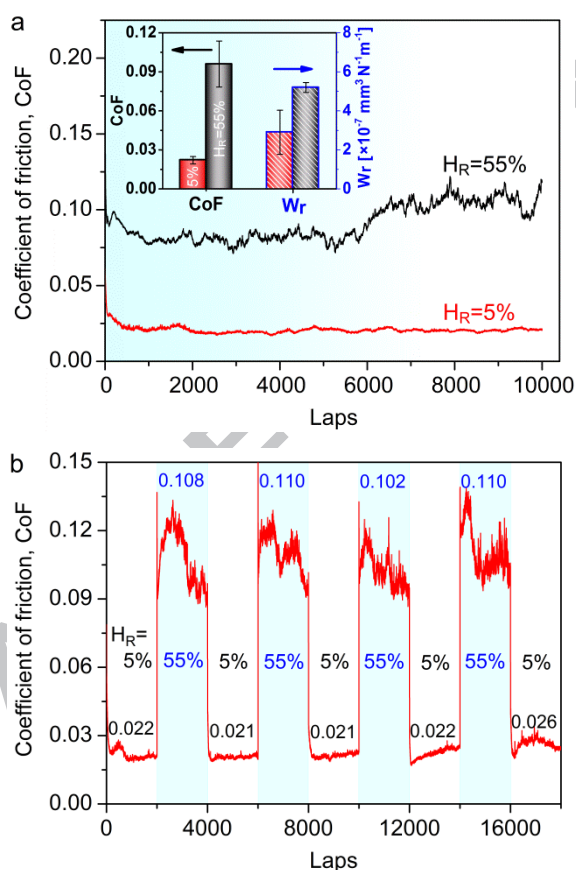 a
0.20
0.15
0.10
0.05
0.00
Coefficient of friction, CoF
0.12
0.09
0.06
0.03
0.00
CoF
8
6
4
2
0
Wr [×10⁻⁷ mm³ N⁻¹m⁻¹]
5%
H_R=55%
CoF
Wr
H_R=55%
H_R=5%
0 2000 4000 6000 8000 10000
Laps
b
0.15
0.12
0.09
0.06
0.03
0.00
Coefficient of friction, CoF
0.108 0.110 0.102 0.110
H_R=
5% 55% 5% 55% 5% 55% 5% 55% 5%
0.022 0.021 0.021 0.022 0.026
0 4000 8000 12000 16000
Laps